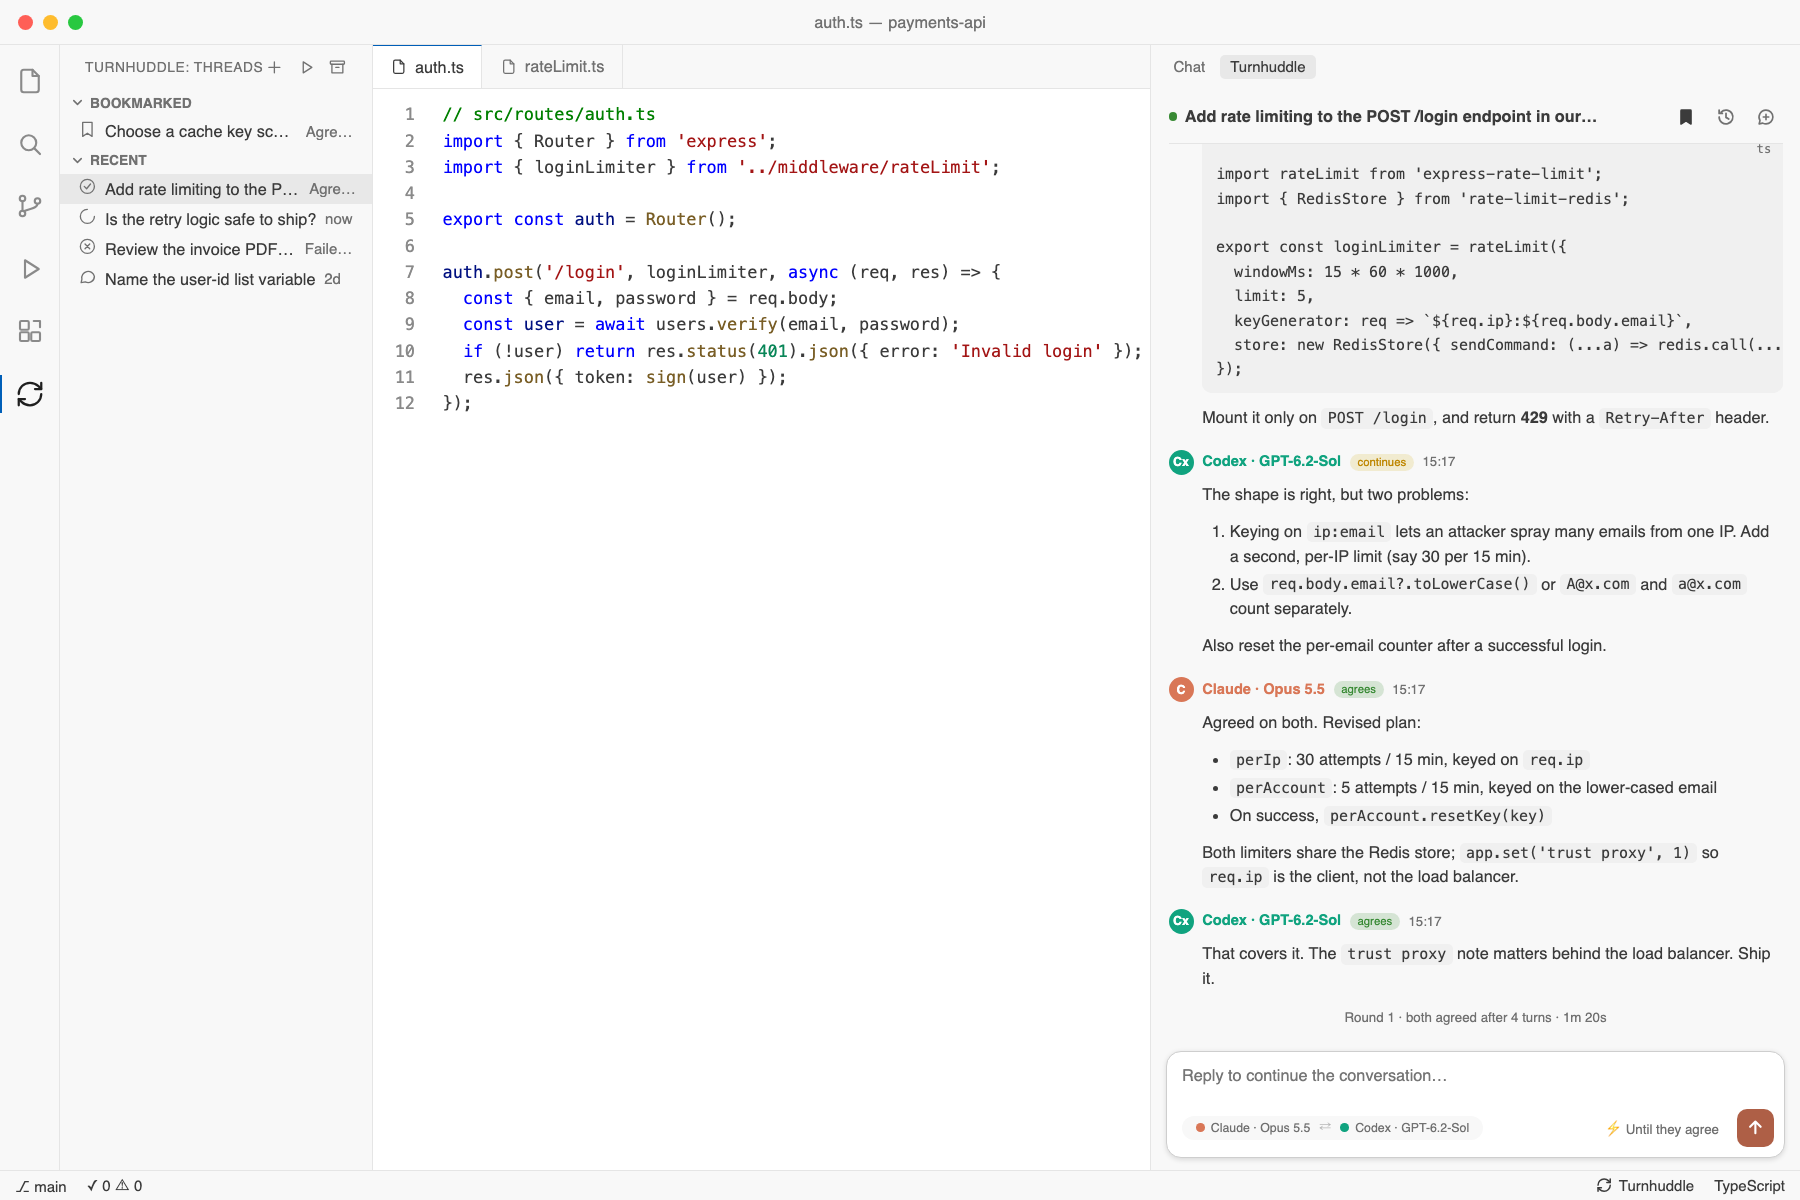 auth.ts — payments-api
TURNHUDDLE: THREADS
BOOKMARKED
Choose a cache key sc… Agre…
RECENT
Add rate limiting to the P… Agre…
Is the retry logic safe to ship? now
Review the invoice PDF… Faile…
Name the user-id list variable 2d
auth.ts
rateLimit.ts
1 // src/routes/auth.ts
2 import { Router } from 'express';
3 import { loginLimiter } from '../middleware/rateLimit';
4
5 export const auth = Router();
6
7 auth.post('/login', loginLimiter, async (req, res) => {
8 const { email, password } = req.body;
9 const user = await users.verify(email, password);
10 if (!user) return res.status(401).json({ error: 'Invalid login' });
11 res.json({ token: sign(user) });
12 });
Chat Turnhuddle
Add rate limiting to the POST /login endpoint in our…
ts
import rateLimit from 'express-rate-limit';
import { RedisStore } from 'rate-limit-redis';
export const loginLimiter = rateLimit({
windowMs: 15 * 60 * 1000,
limit: 5,
keyGenerator: req => `${req.ip}:${req.body.email}`,
store: new RedisStore({ sendCommand: (...a) => redis.call(...
});
Mount it only on POST /login, and return 429 with a Retry-After header.
Cx Codex · GPT-6.2-Sol continues 15:17
The shape is right, but two problems:
1. Keying on ip:email lets an attacker spray many emails from one IP. Add
a second, per-IP limit (say 30 per 15 min).
2. Use req.body.email?.toLowerCase() or A@x.com and a@x.com
count separately.
Also reset the per-email counter after a successful login.
C Claude · Opus 5.5 agrees 15:17
Agreed on both. Revised plan:
• perIp: 30 attempts / 15 min, keyed on req.ip
• perAccount: 5 attempts / 15 min, keyed on the lower-cased email
• On success, perAccount.resetKey(key)
Both limiters share the Redis store; app.set('trust proxy', 1) so
req.ip is the client, not the load balancer.
Cx Codex · GPT-6.2-Sol agrees 15:17
That covers it. The trust proxy note matters behind the load balancer. Ship
it.
Round 1 · both agreed after 4 turns · 1m 20s
Reply to continue the conversation…
Claude · Opus 5.5 ⇄ Codex · GPT-6.2-Sol
⚡ Until they agree
main ✓ 0 ⚠ 0
Turnhuddle TypeScript